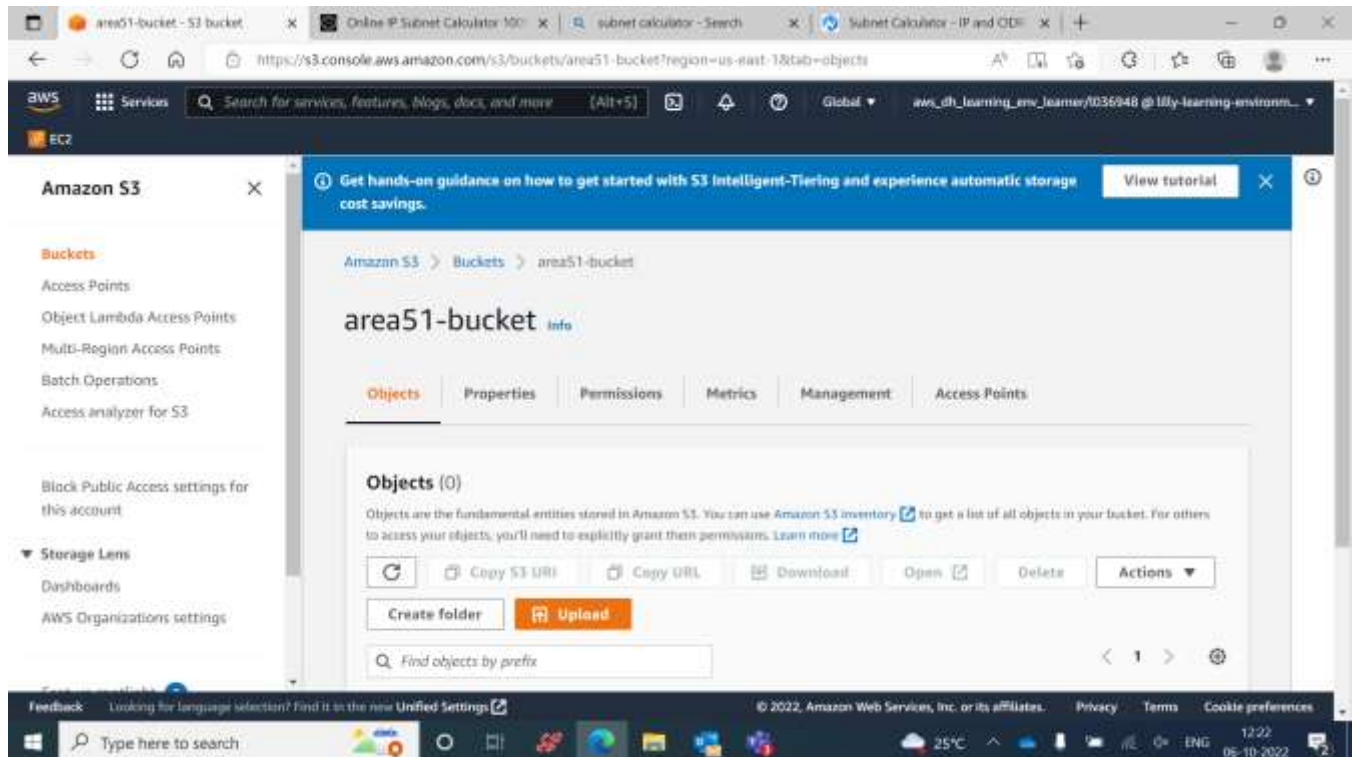 area51-bucket - S3 bucket
Online IP Subnet Calculator
subnet calculator - Search
Subnet Calculator - IP and
https://s3.console.aws.amazon.com/s3/buckets/area51-bucket?region=us-east-1&tab=objects
aws
Services
Search for services, features, blogs, docs, and more
[Alt+S]
Global ▼
aws_dh_learning_env_learner/t036948 @ lilly-learning-environm... ▼
EC2
Amazon S3
Buckets
Access Points
Object Lambda Access Points
Multi-Region Access Points
Batch Operations
Access analyzer for S3
Block Public Access settings for
this account
▼ Storage Lens
Dashboards
AWS Organizations settings
Get hands-on guidance on how to get started with S3 Intelligent-Tiering and experience automatic storage
cost savings.
View tutorial
Amazon S3 > Buckets > area51-bucket
area51-bucket Info
Objects
Properties
Permissions
Metrics
Management
Access Points
Objects (0)
Objects are the fundamental entities stored in Amazon S3. You can use Amazon S3 inventory to get a list of all objects in your bucket. For others
to access your objects, you'll need to explicitly grant them permissions. Learn more
Copy S3 URI
Copy URL
Download
Open
Delete
Actions ▼
Create folder
Upload
Find objects by prefix
< 1 >
Feedback
Looking for language selection? Find it in the new Unified Settings
© 2022, Amazon Web Services, Inc. or its affiliates.
Privacy
Terms
Cookie preferences
Type here to search
25°C
ENG
12:22
06-10-2022
2